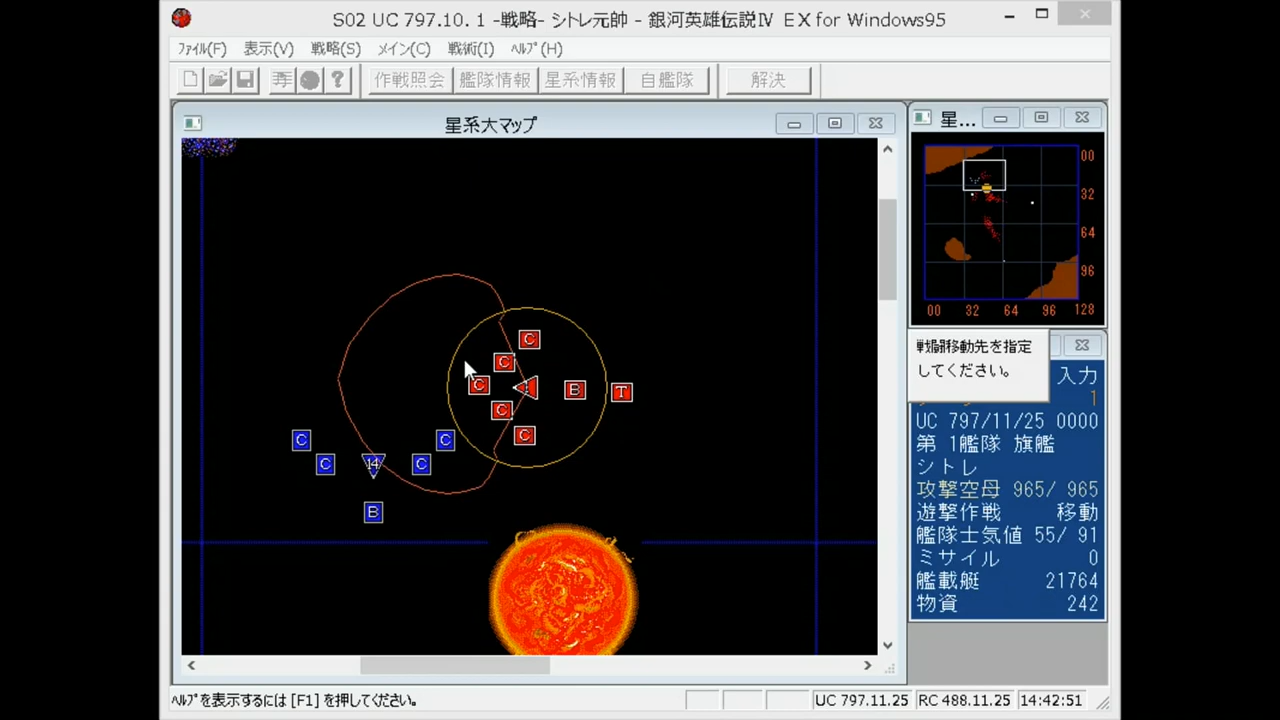 S02 UC 797.10. 1 -戦略- シトレ元帥 - 銀河英雄伝説Ⅳ EX for Windows95
ﾌｧｲﾙ(F) 表示(V) 戦略(S) メイン(C) 戦術(I) ﾍﾙﾌﾟ(H)
作戦照会 艦隊情報 星系情報 自艦隊 解決
星系大マップ
星...
00
32
64
96
00 32 64 96 128
C
C
C
B
T
C
C
C
C
C
C
14
B
戦闘移動先を指定
してください。
入力
1
UC 797/11/25 0000
第 1艦隊 旗艦
シトレ
攻撃空母 965/ 965
遊撃作戦 移動
艦隊士気値 55/ 91
ミサイル 0
艦載艇 21764
物資 242
ﾍﾙﾌﾟを表示するには [F1] を押してください。
UC 797.11.25 RC 488.11.25 14:42:51